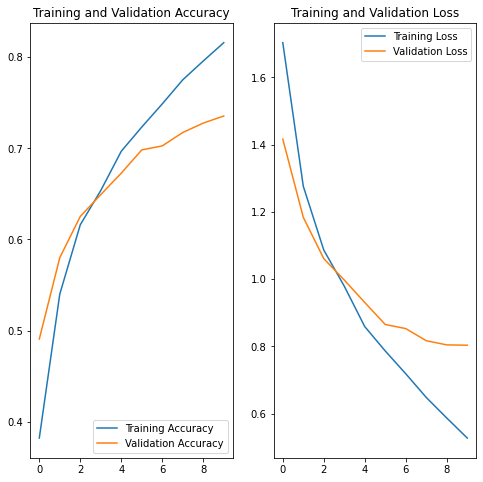 Training and Validation Accuracy
0.8
0.7
0.6
0.5
0.4
0 2 4 6 8
Training Accuracy
Validation Accuracy
Training and Validation Loss
1.6
1.4
1.2
1.0
0.8
0.6
0 2 4 6 8
Training Loss
Validation Loss